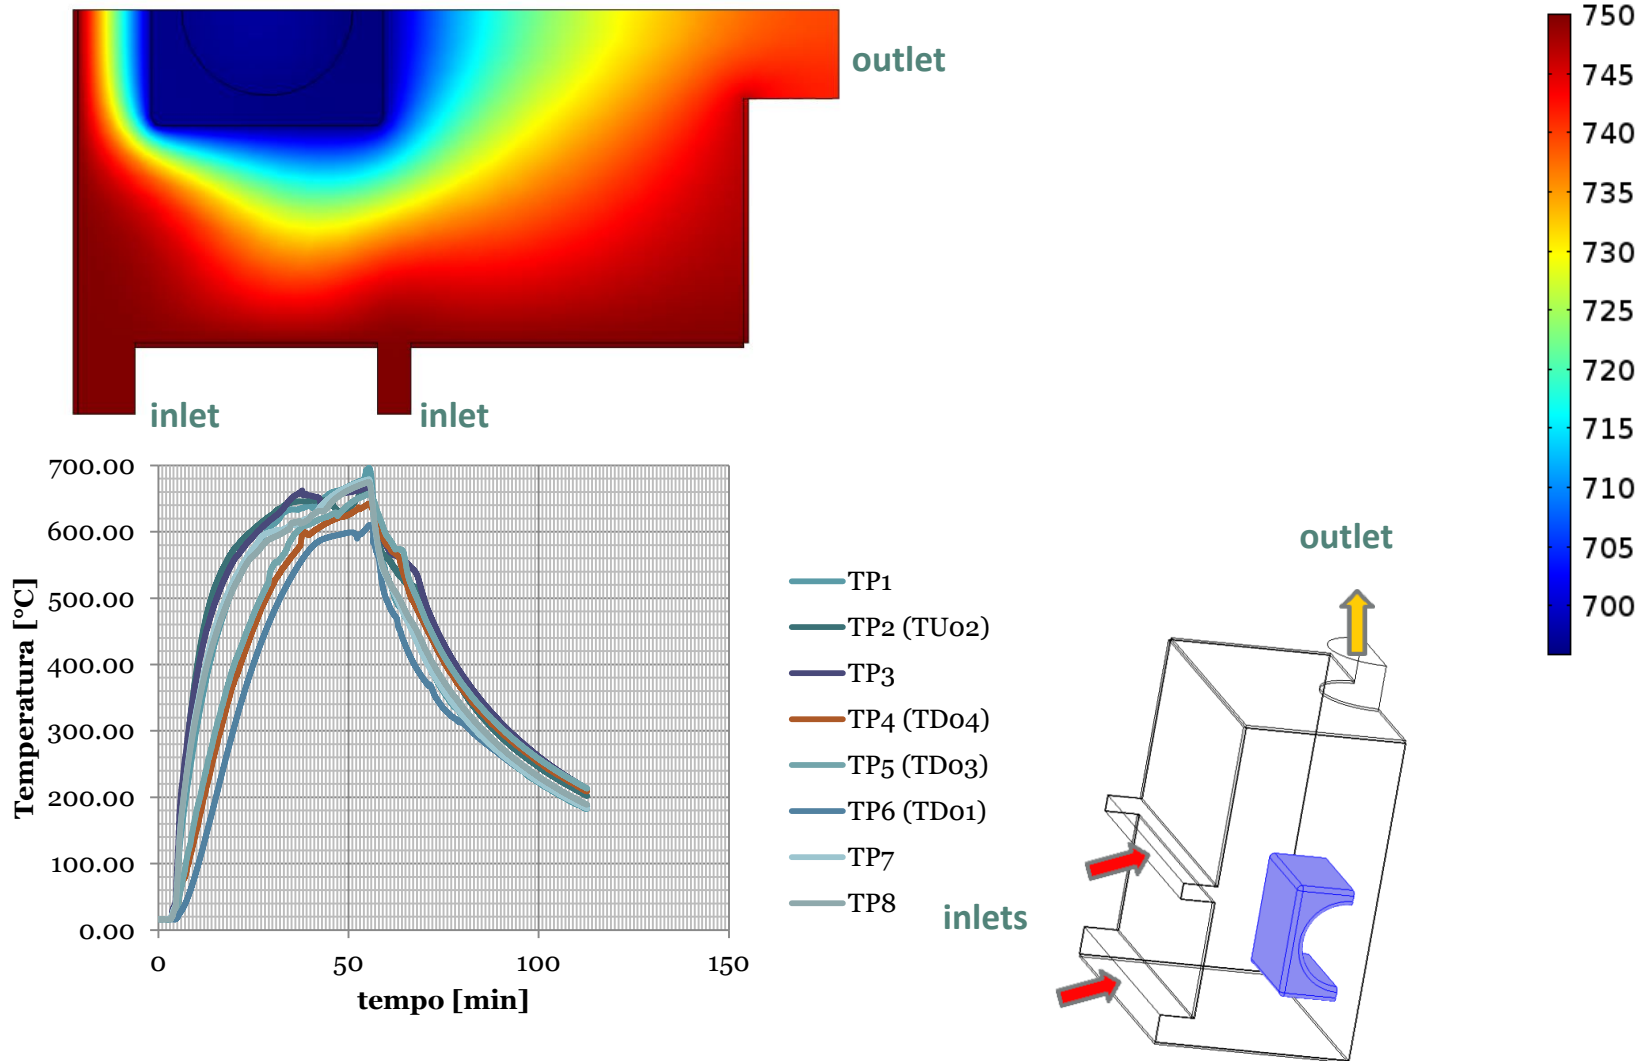 outlet
inlet
inlet
750
745
740
735
730
725
720
715
710
705
700
700.00
600.00
500.00
400.00
300.00
200.00
100.00
0.00
Temperatura [°C]
0
50
100
150
tempo [min]
TP1
TP2 (TU02)
TP3
TP4 (TD04)
TP5 (TD03)
TP6 (TD01)
TP7
TP8
outlet
inlets